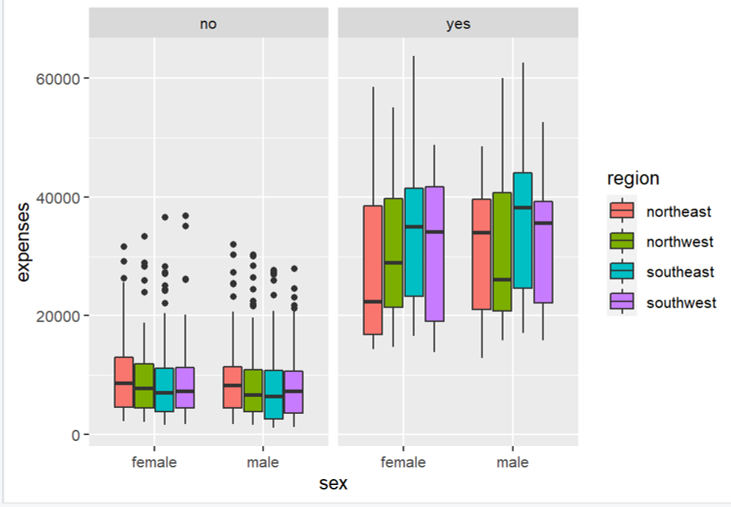 no
yes
60000
40000
20000
0
expenses
female
male
female
male
sex
region
northeast
northwest
southeast
southwest